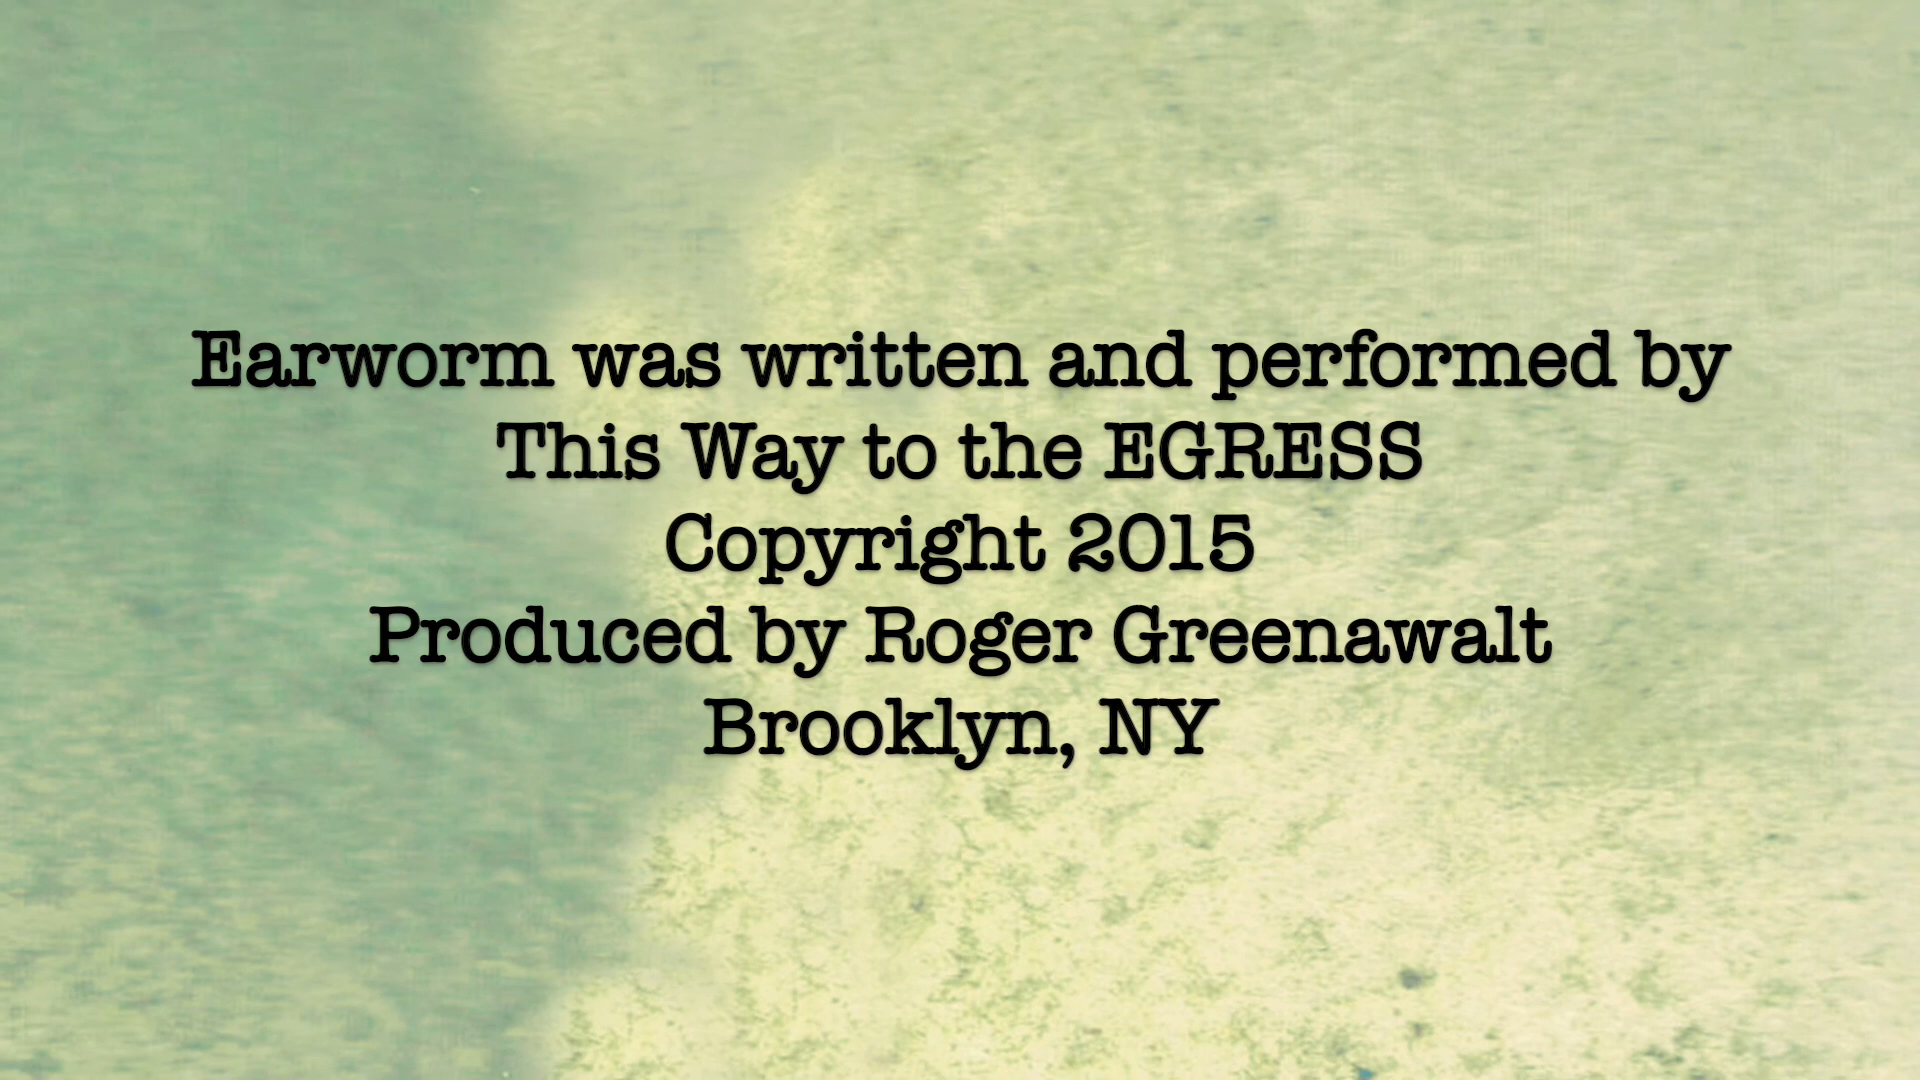 Earworm was written and performed by
This Way to the EGRESS
Copyright 2015
Produced by Roger Greenawalt
Brooklyn, NY